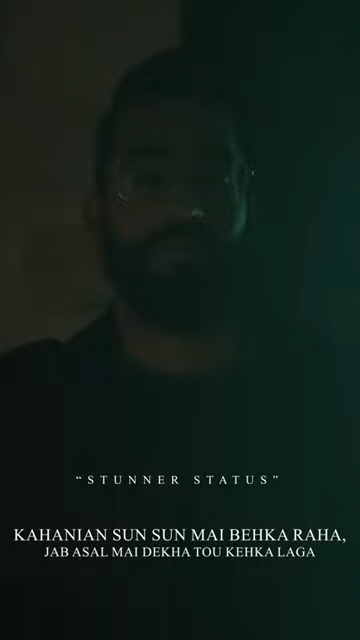 “STUNNER STATUS”
KAHANIAN SUN SUN MAI BEHKA RAHA,
JAB ASAL MAI DEKHA TOU KEHKA LAGA